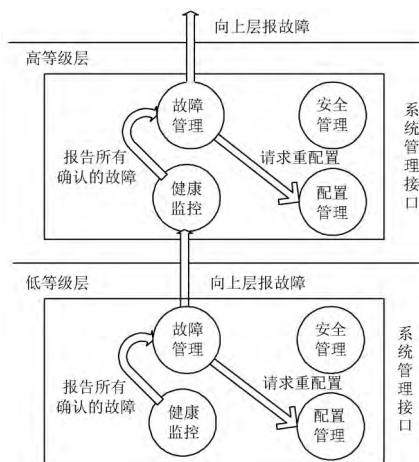 向上层报故障
高等级层
故障
管理
安全
管理
系统管理接口
报告所有
确认的故障
请求重配置
健康
监控
配置
管理
低等级层
向上层报故障
故障
管理
安全
管理
系统管理接口
报告所有
确认的故障
请求重配置
健康
监控
配置
管理